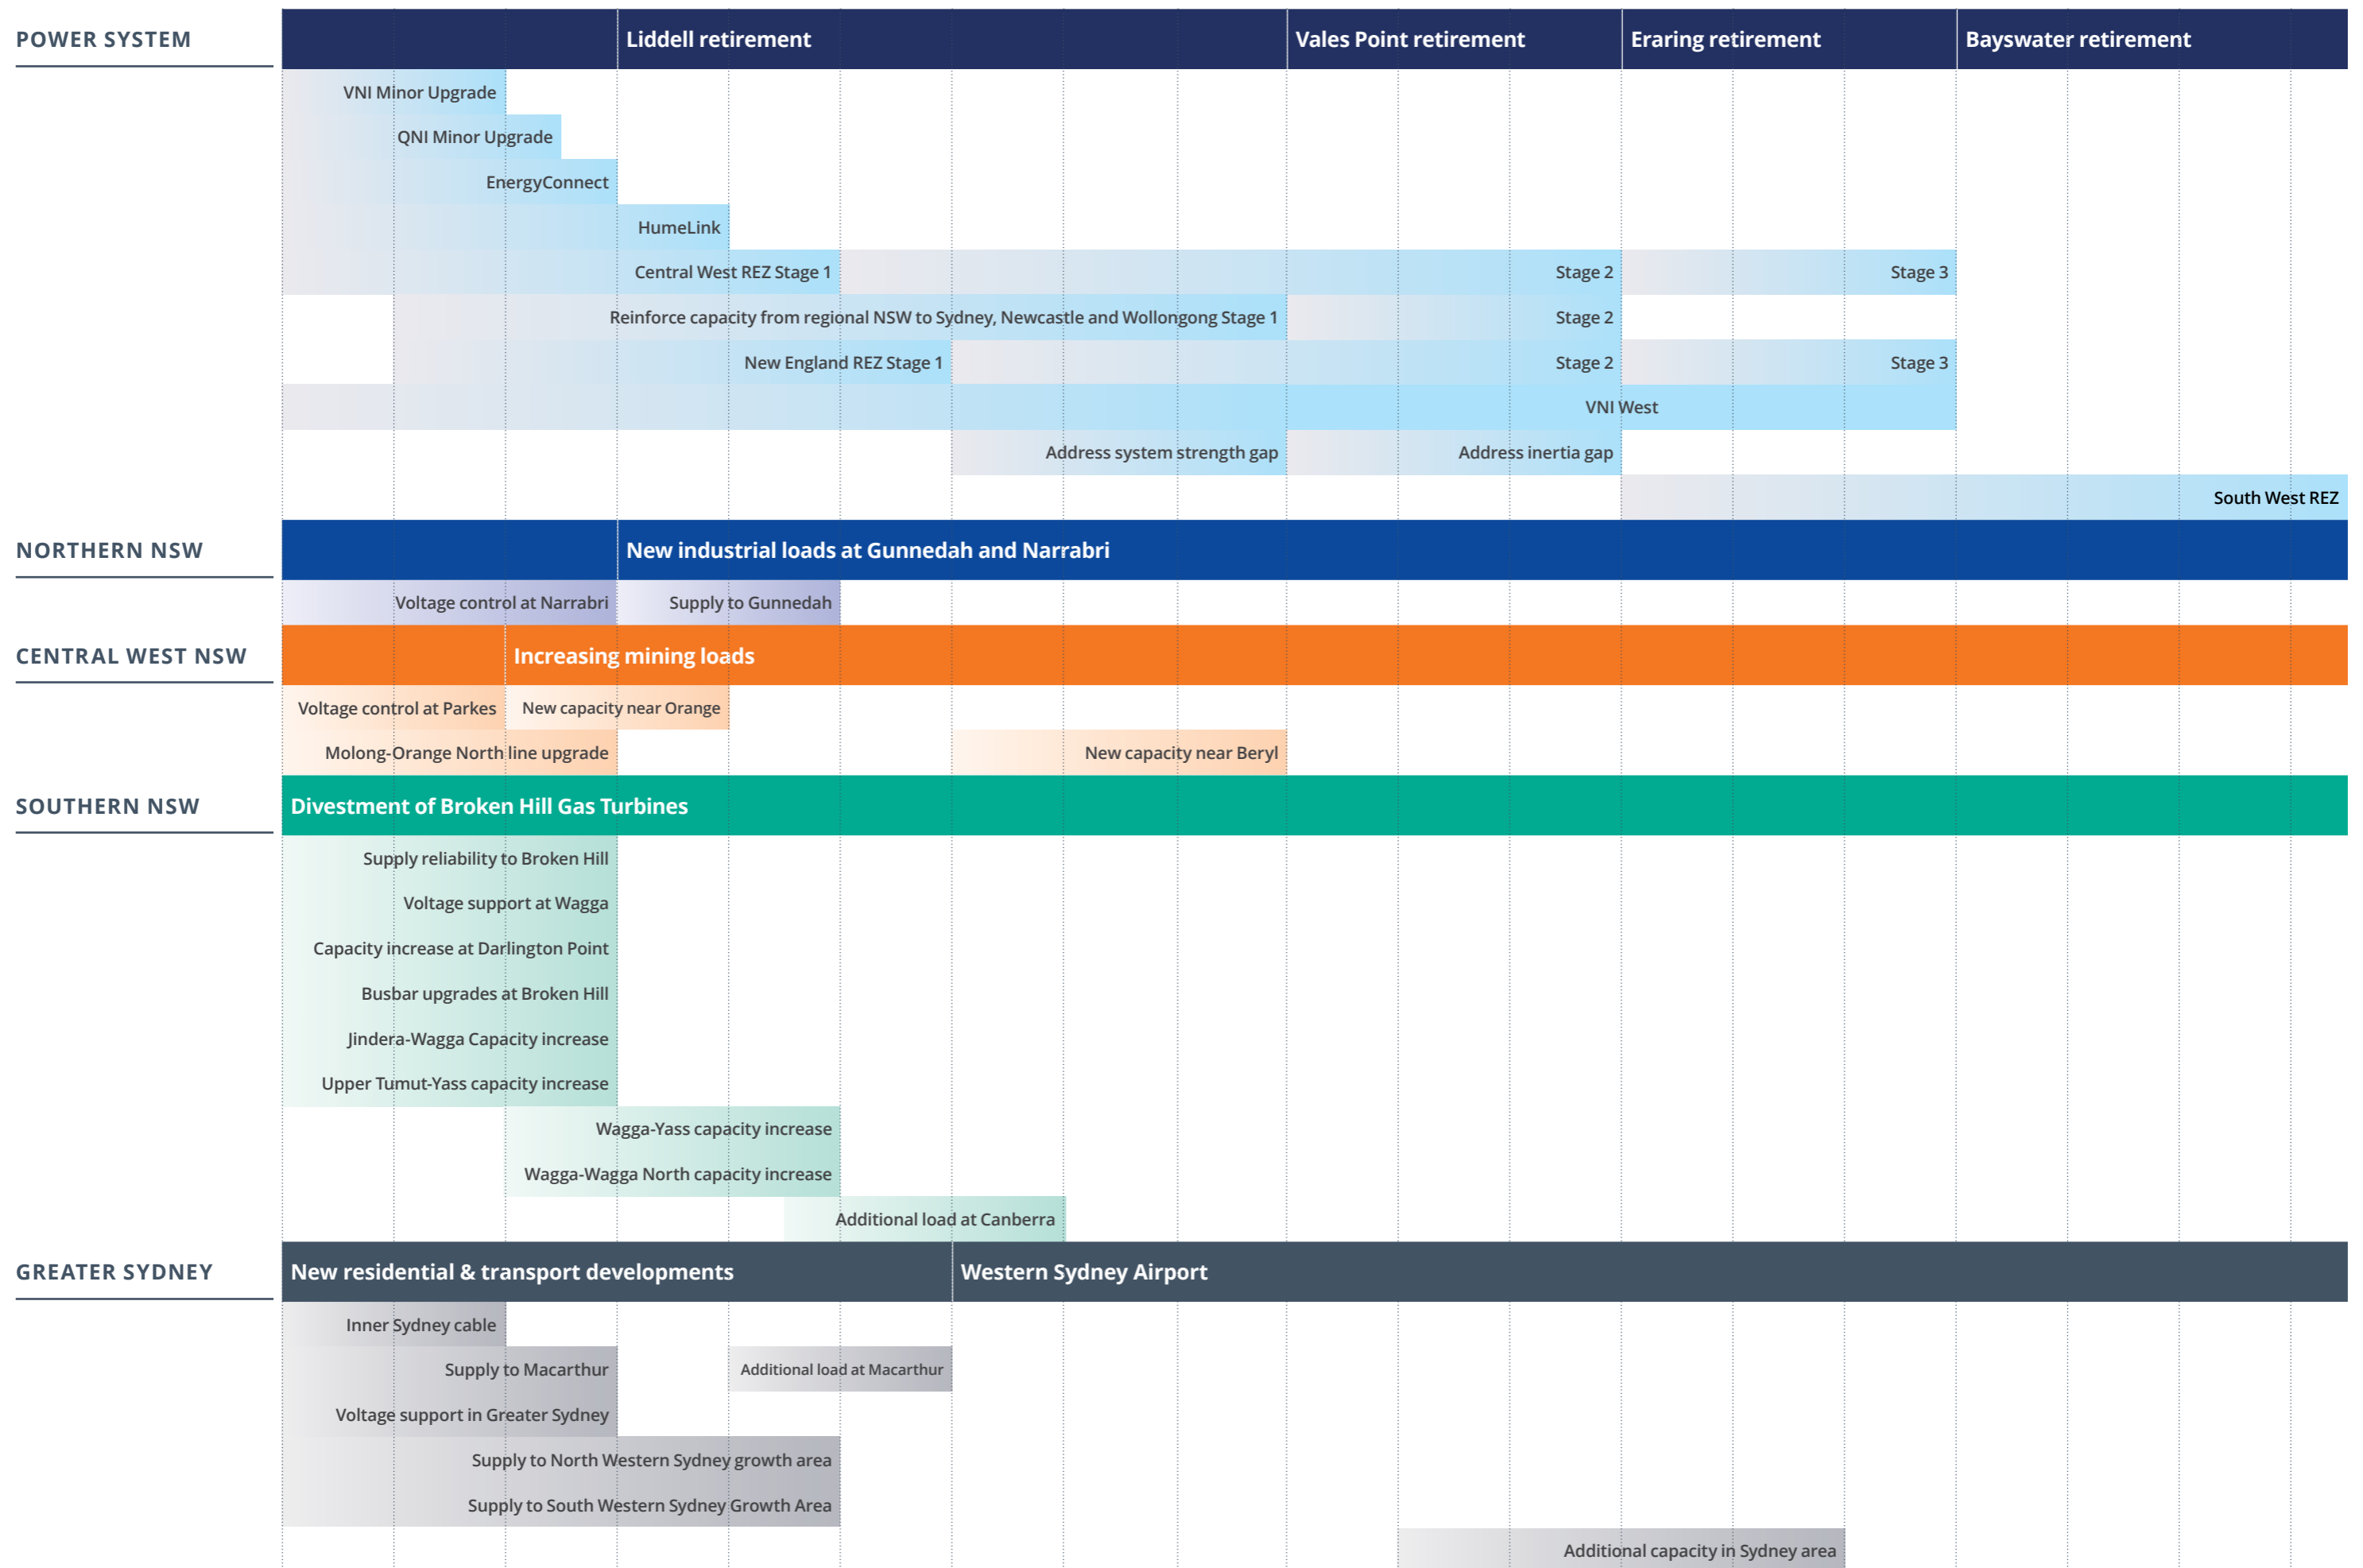 POWER SYSTEM
Liddell retirement
Vales Point retirement
Eraring retirement
Bayswater retirement
VNI Minor Upgrade
QNI Minor Upgrade
EnergyConnect
HumeLink
Central West REZ Stage 1
Stage 2
Stage 3
Reinforce capacity from regional NSW to Sydney, Newcastle and Wollongong Stage 1
Stage 2
New England REZ Stage 1
Stage 2
Stage 3
VNI West
Address system strength gap
Address inertia gap
South West REZ
NORTHERN NSW
New industrial loads at Gunnedah and Narrabri
Voltage control at Narrabri
Supply to Gunnedah
CENTRAL WEST NSW
Increasing mining loads
Voltage control at Parkes
New capacity near Orange
Molong-Orange North line upgrade
New capacity near Beryl
SOUTHERN NSW
Divestment of Broken Hill Gas Turbines
Supply reliability to Broken Hill
Voltage support at Wagga
Capacity increase at Darlington Point
Busbar upgrades at Broken Hill
Jindera-Wagga Capacity increase
Upper Tumut-Yass capacity increase
Wagga-Yass capacity increase
Wagga-Wagga North capacity increase
Additional load at Canberra
GREATER SYDNEY
New residential & transport developments
Western Sydney Airport
Inner Sydney cable
Supply to Macarthur
Additional load at Macarthur
Voltage support in Greater Sydney
Supply to North Western Sydney growth area
Supply to South Western Sydney Growth Area
Additional capacity in Sydney area